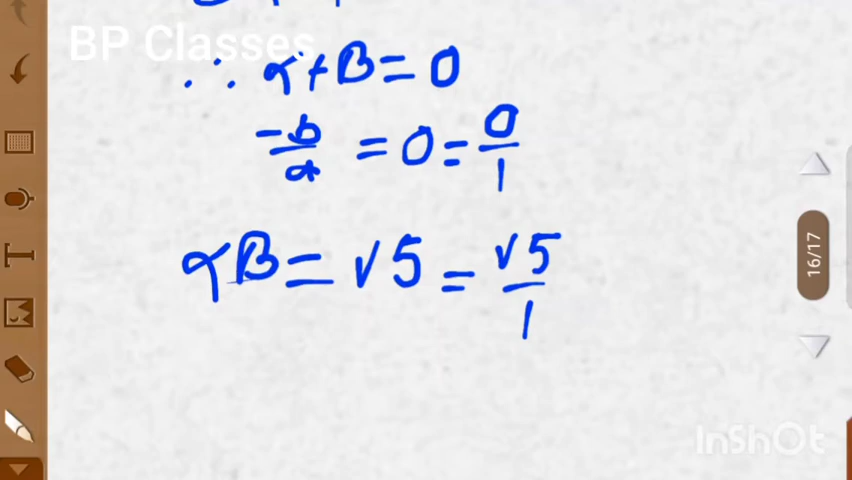 BP Classes
∴ α+β=0
-b/a = 0 = 0/1
αβ = √5 = √5/1
16/17
InShOt